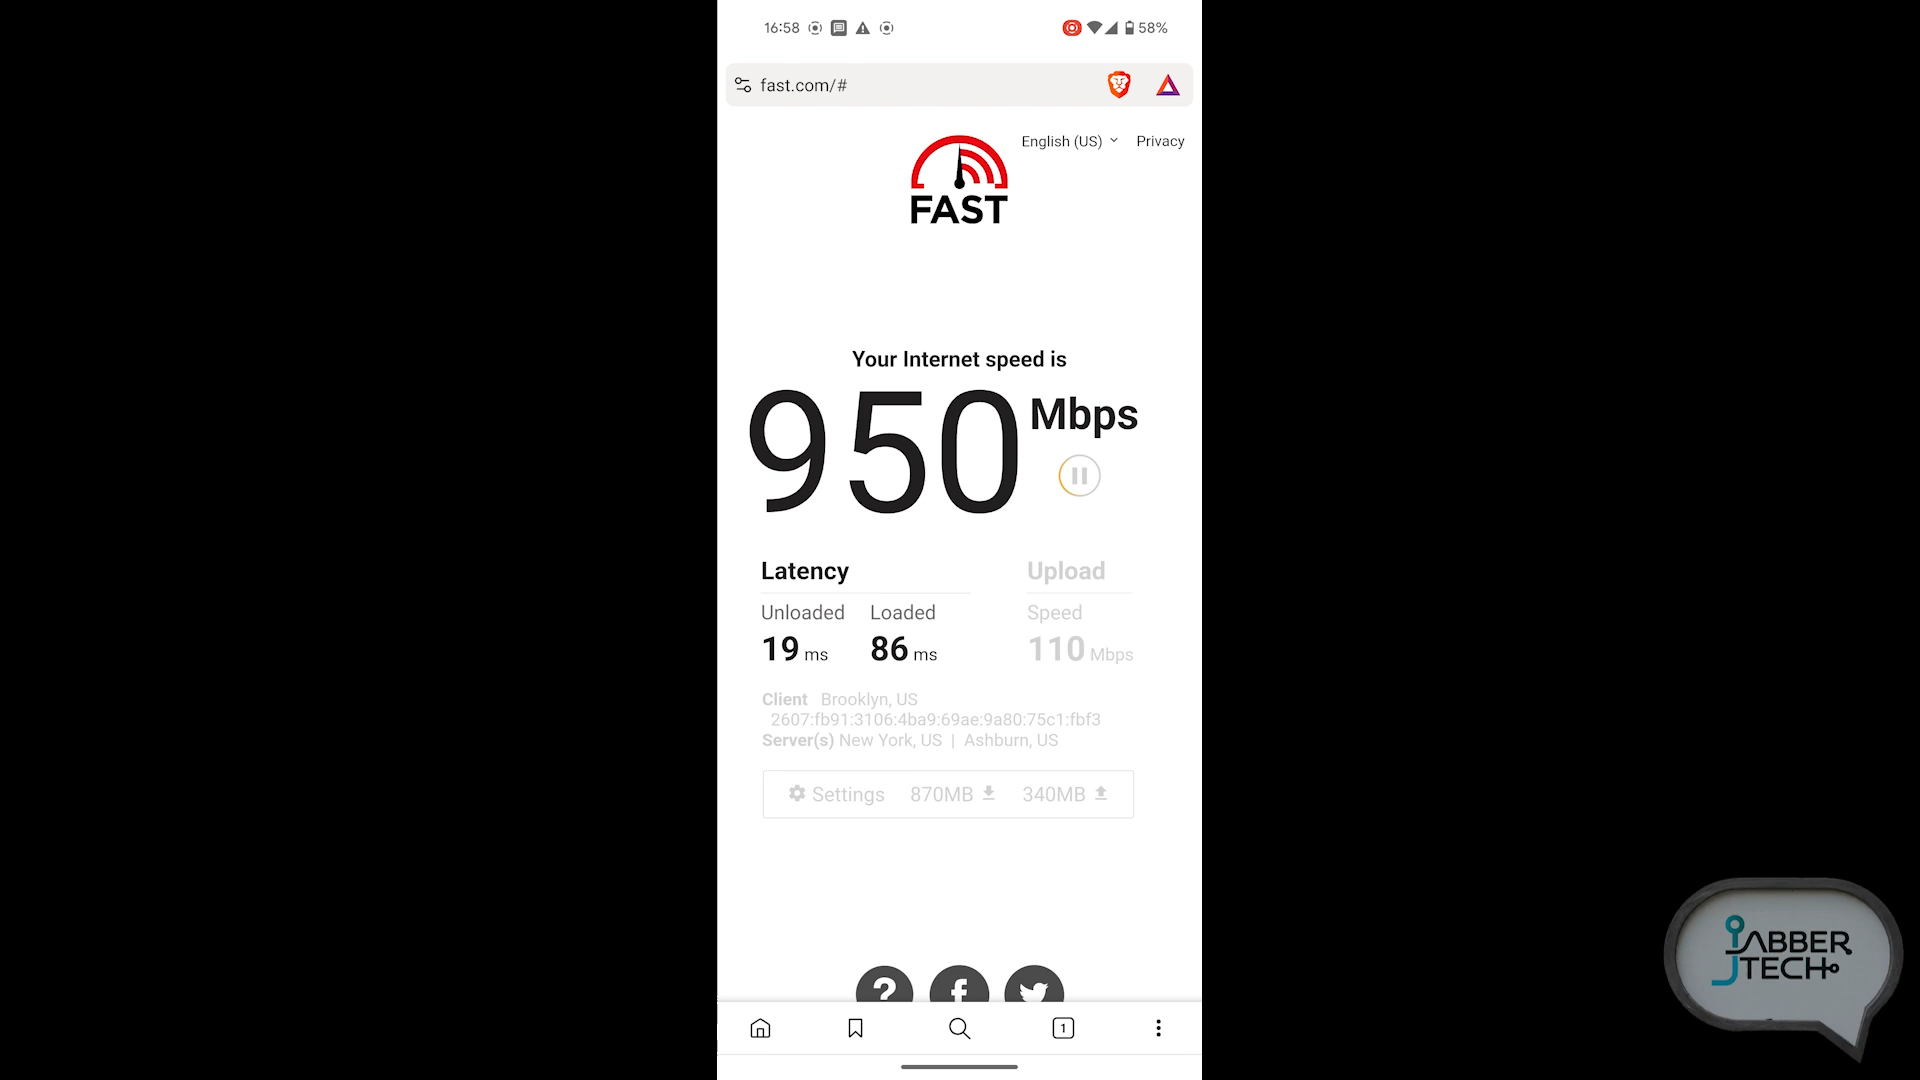 16:58
58%
fast.com/#
English (US)
Privacy
FAST
Your Internet speed is
950 Mbps
Latency
Upload
Unloaded
Loaded
Speed
19 ms
86 ms
110 Mbps
Client Brooklyn, US
2607:fb91:3106:4ba9:69ae:9a80:75c1:fbf3
Server(s) New York, US | Ashburn, US
Settings
870MB
340MB
?
f
1
JABBER
TECH